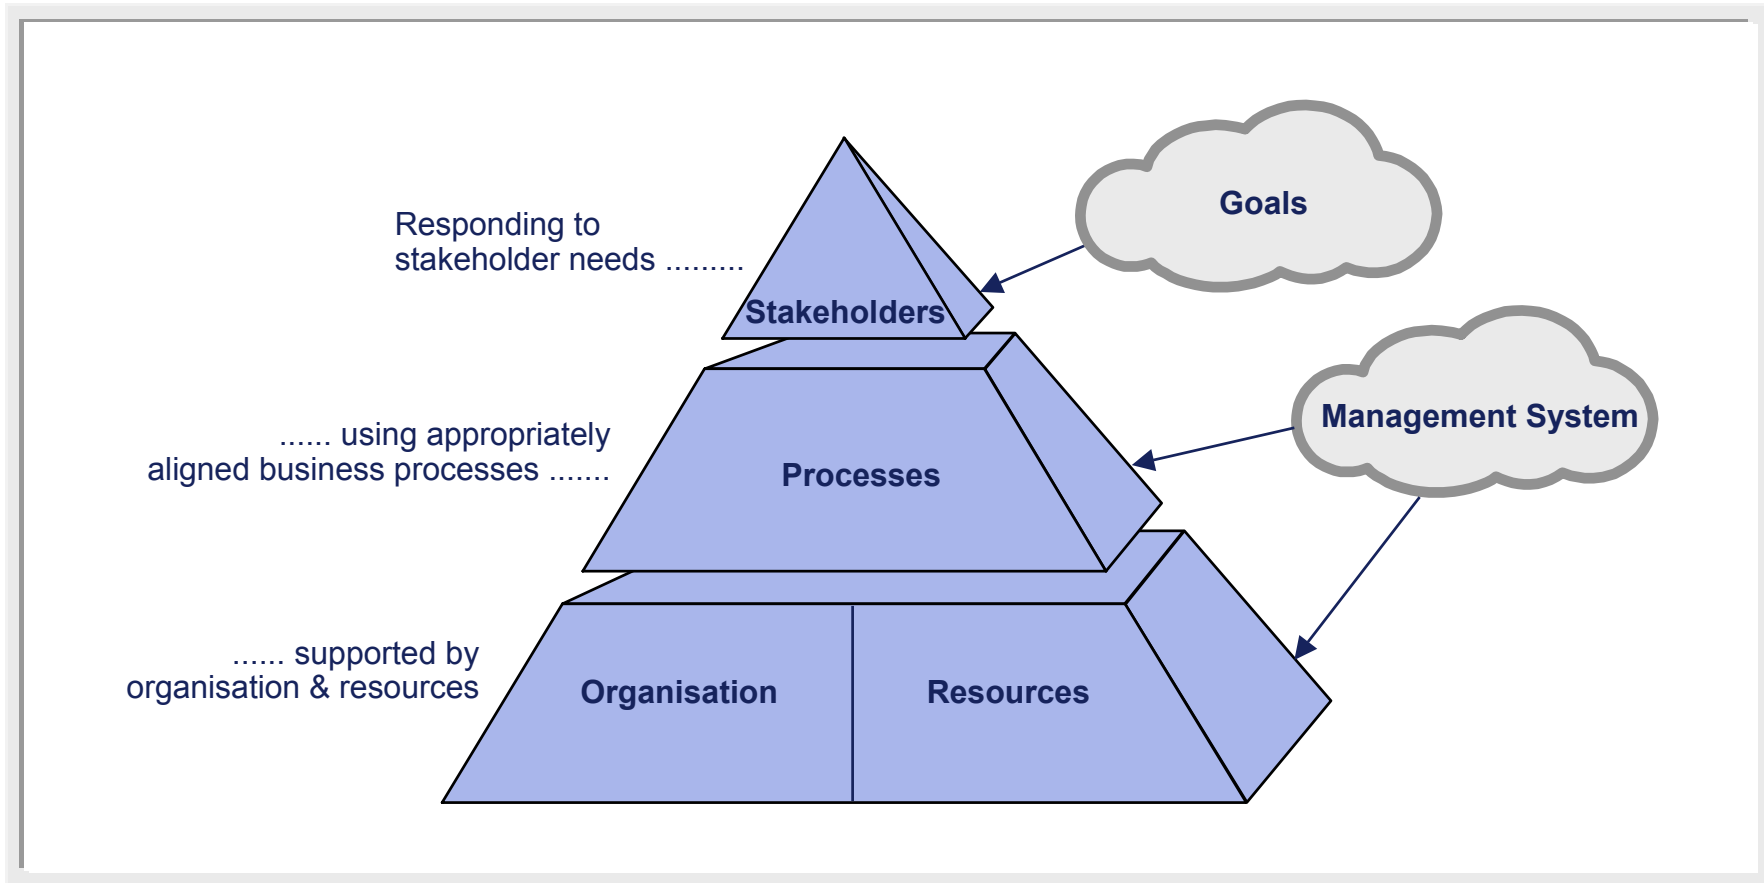 Goals
Responding to
stakeholder needs .........
Stakeholders
Management System
...... using appropriately
aligned business processes .......
Processes
...... supported by
organisation & resources
Organisation
Resources